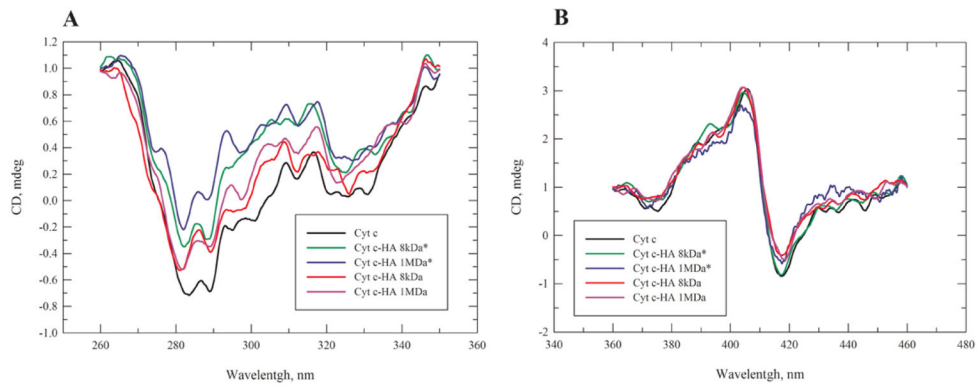 A
1.2
1.0
0.8
0.6
0.4
0.2
0.0
-0.2
-0.4
-0.6
-0.8
-1.0
CD, mdeg
260
280
300
320
340
360
Wavelentgh, nm
Cyt c
Cyt c-HA 8kDa*
Cyt c-HA 1MDa*
Cyt c-HA 8kDa
Cyt c-HA 1MDa
B
4
3
2
1
0
-1
-2
CD, mdeg
360
380
400
420
440
460
480
Wavelentgh, nm
Cyt c
Cyt c-HA 8kDa*
Cyt c-HA 1MDa*
Cyt c-HA 8kDa
Cyt c-HA 1MDa